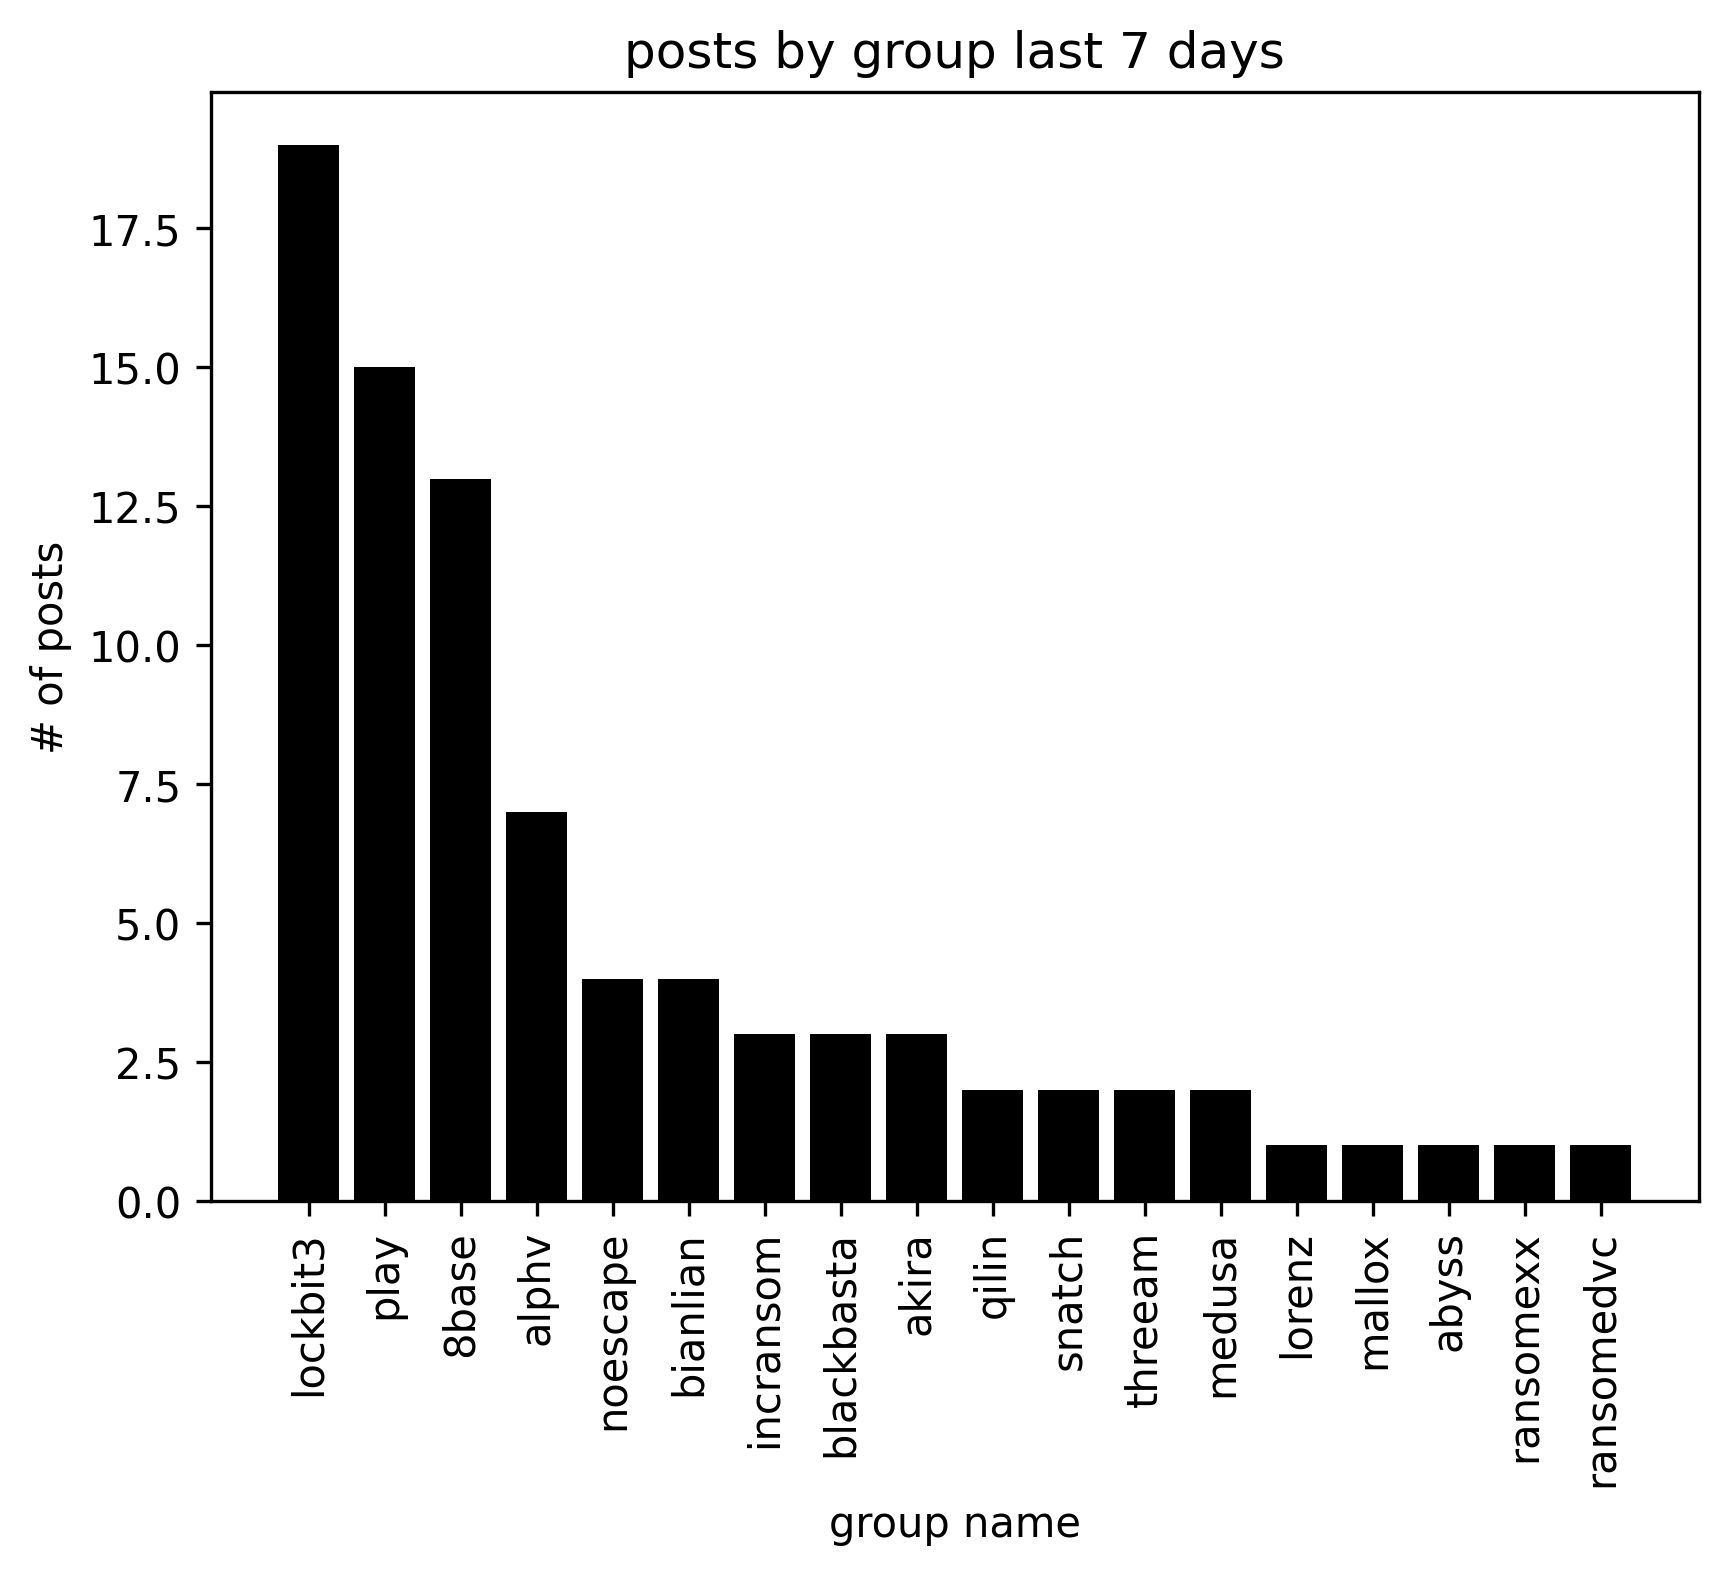 posts by group last 7 days
# of posts
17.5
15.0
12.5
10.0
7.5
5.0
2.5
0.0
lockbit3
play
8base
alphv
noescape
bianlian
incransom
blackbasta
akira
qilin
snatch
threeam
medusa
lorenz
mallox
abyss
ransomexx
ransomedvc
group name